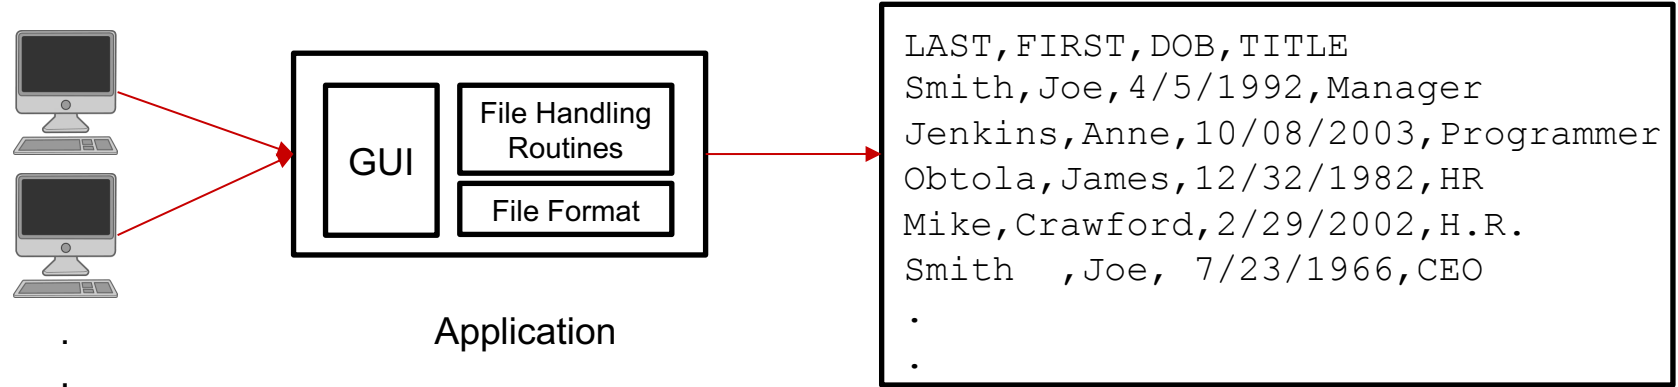 GUI
File Handling
Routines
File Format
Application
.
.
LAST,FIRST,DOB,TITLE
Smith,Joe,4/5/1992,Manager
Jenkins,Anne,10/08/2003,Programmer
Obtola,James,12/32/1982,HR
Mike,Crawford,2/29/2002,H.R.
Smith  ,Joe, 7/23/1966,CEO
.
.